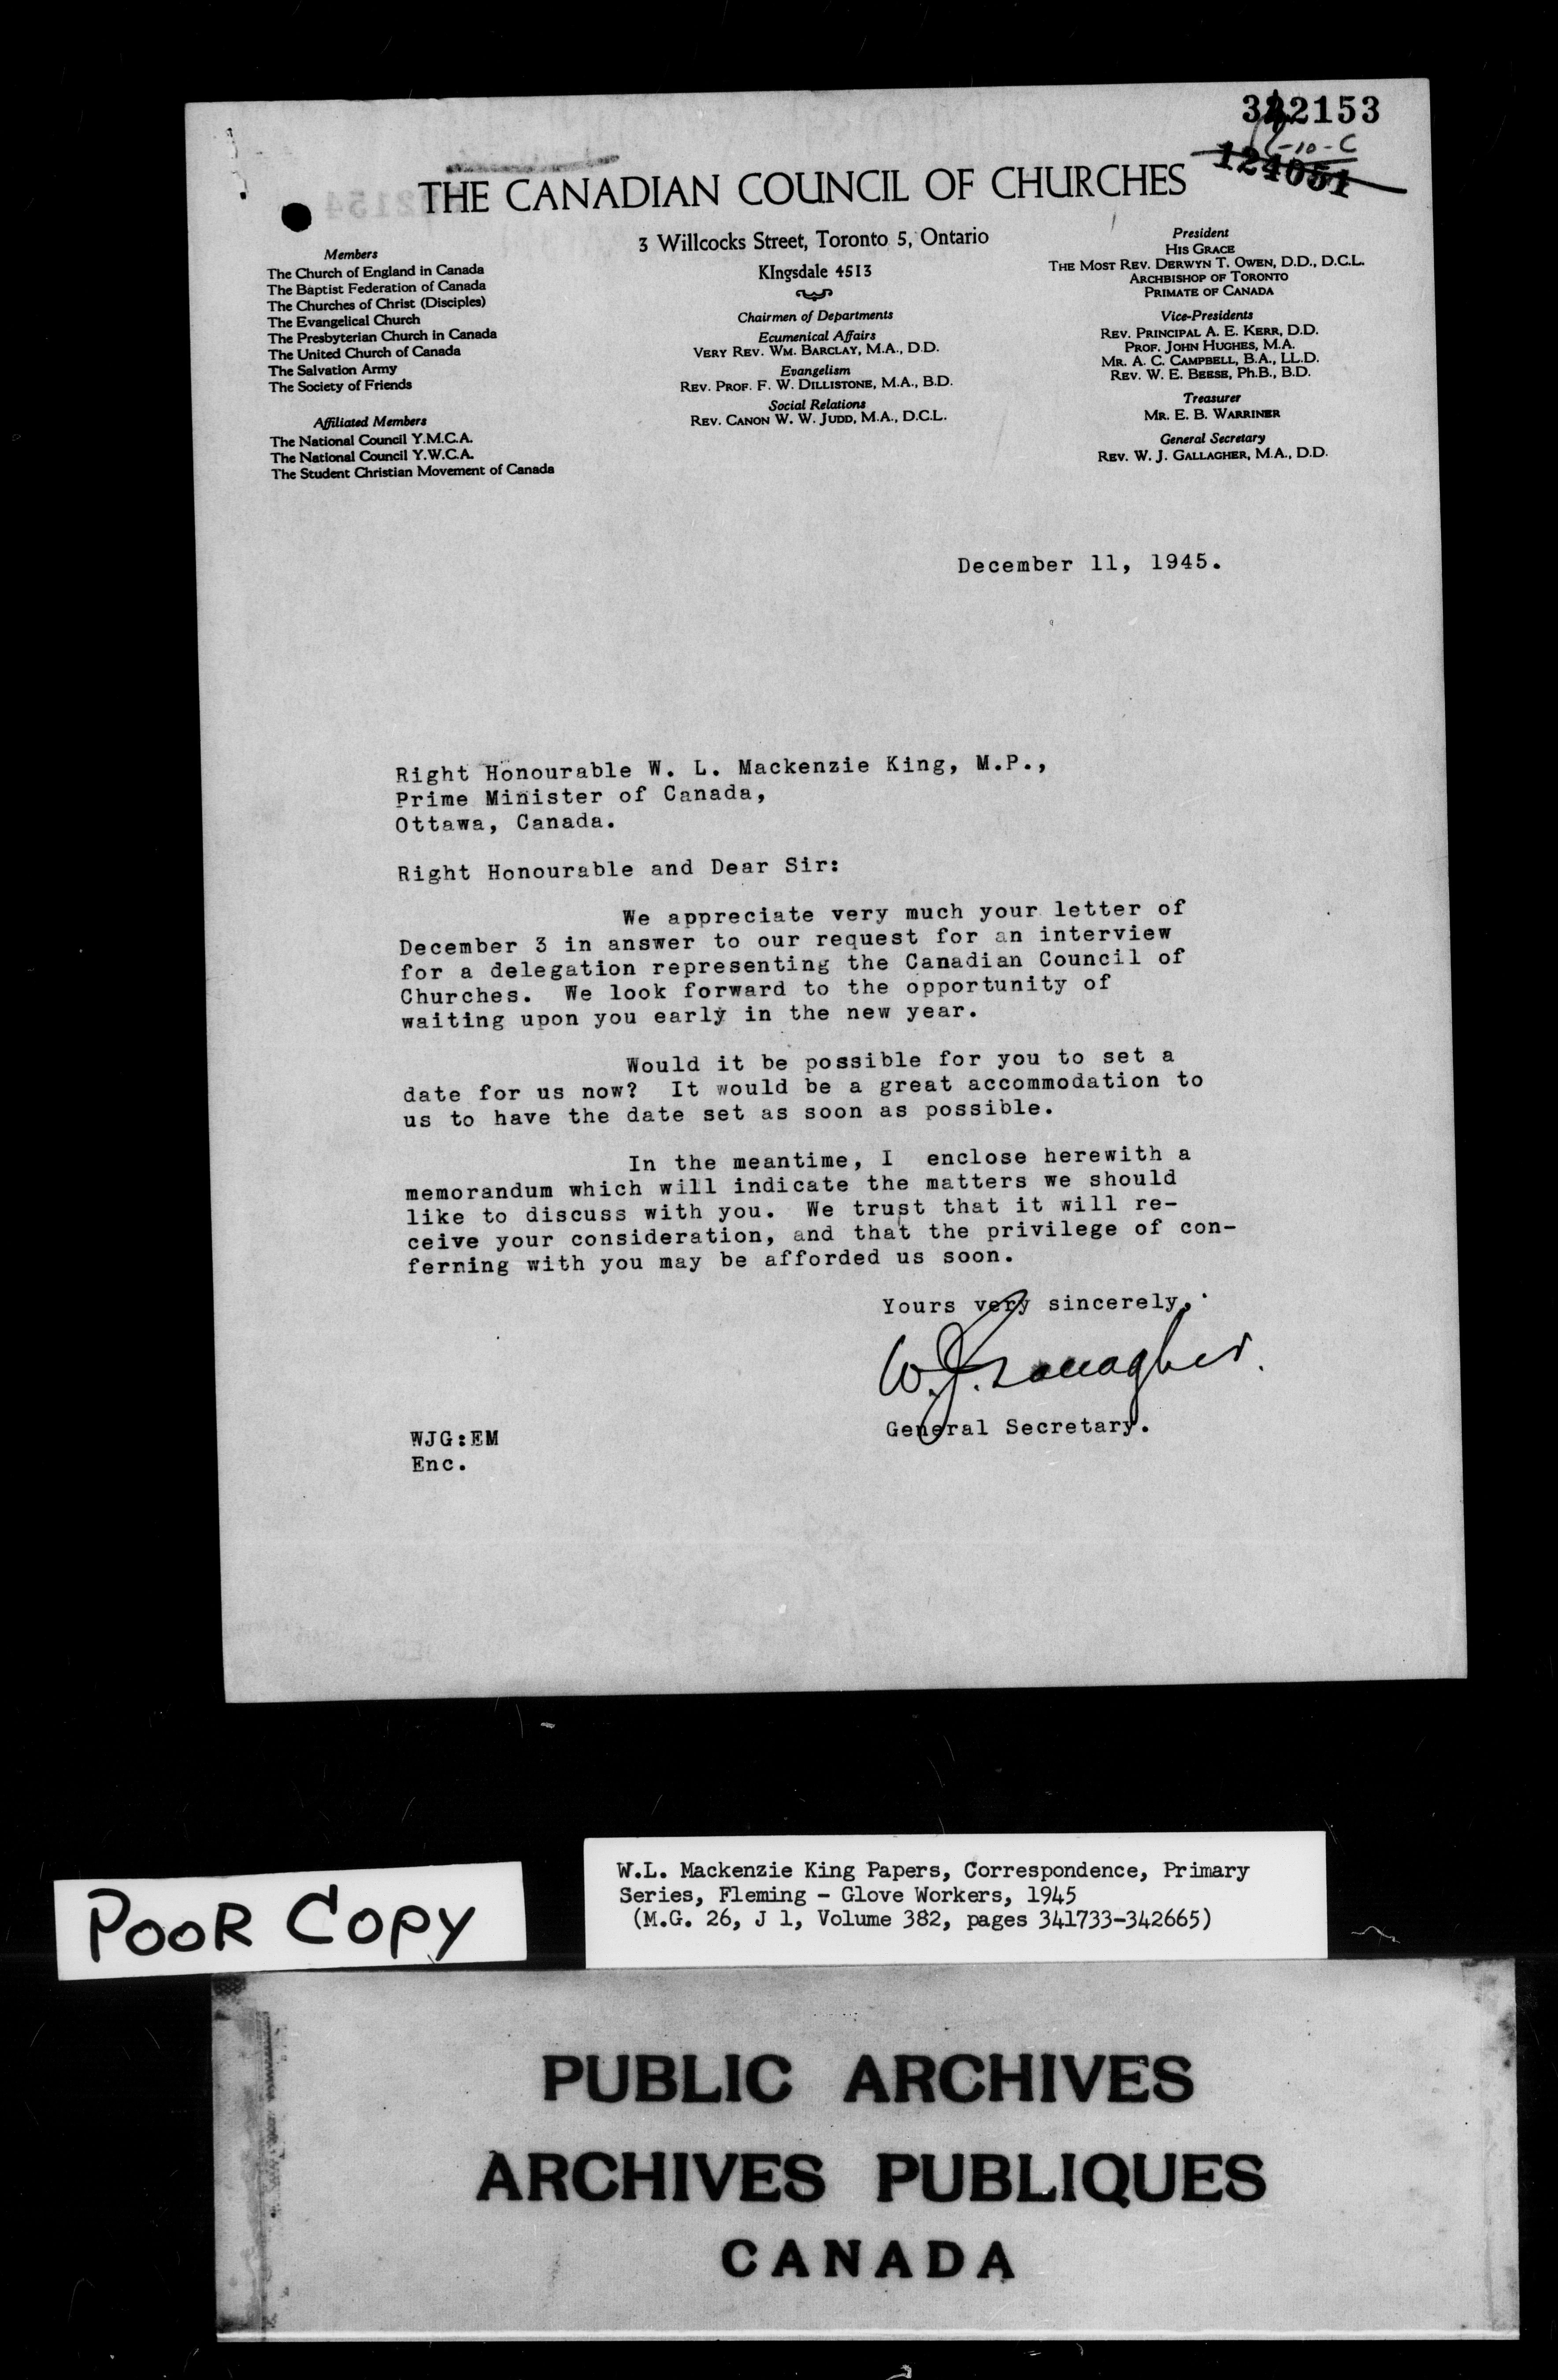 342153
C-10-C
124051
THE CANADIAN COUNCIL OF CHURCHES
3 Willcocks Street, Toronto 5, Ontario
KIngsdale 4513
Members
The Church of England in Canada
The Baptist Federation of Canada
The Churches of Christ (Disciples)
The Evangelical Church
The Presbyterian Church in Canada
The United Church of Canada
The Salvation Army
The Society of Friends
Affiliated Members
The National Council Y.M.C.A.
The National Council Y.W.C.A.
The Student Christian Movement of Canada
Chairmen of Departments
Ecumenical Affairs
VERY REV. WM. BARCLAY, M.A., D.D.
Evangelism
REV. PROF. F. W. DILLISTONE, M.A., B.D.
Social Relations
REV. CANON W. W. JUDD, M.A., D.C.L.
President
HIS GRACE
THE MOST REV. DERWYN T. OWEN, D.D., D.C.L.
ARCHBISHOP OF TORONTO
PRIMATE OF CANADA
Vice-Presidents
REV. PRINCIPAL A. E. KERR, D.D.
PROF. JOHN HUGHES, M.A.
MR. A. C. CAMPBELL, B.A., LL.D.
REV. W. E. BEESE, Ph.B., B.D.
Treasurer
MR. E. B. WARRINER
General Secretary
REV. W. J. GALLAGHER, M.A., D.D.
December 11, 1945.
Right Honourable W. L. Mackenzie King, M.P.,
Prime Minister of Canada,
Ottawa, Canada.
Right Honourable and Dear Sir:
We appreciate very much your letter of
December 3 in answer to our request for an interview
for a delegation representing the Canadian Council of
Churches. We look forward to the opportunity of
waiting upon you early in the new year.
Would it be possible for you to set a
date for us now? It would be a great accommodation to
us to have the date set as soon as possible.
In the meantime, I enclose herewith a
memorandum which will indicate the matters we should
like to discuss with you. We trust that it will re-
ceive your consideration, and that the privilege of con-
ferring with you may be afforded us soon.
Yours very sincerely,
W.J. Gallagher.
General Secretary.
WJG:EM
Enc.
POOR COPY
W.L. Mackenzie King Papers, Correspondence, Primary
Series, Fleming - Glove Workers, 1945
(M.G. 26, J 1, Volume 382, pages 341733-342665)
PUBLIC ARCHIVES
ARCHIVES PUBLIQUES
CANADA